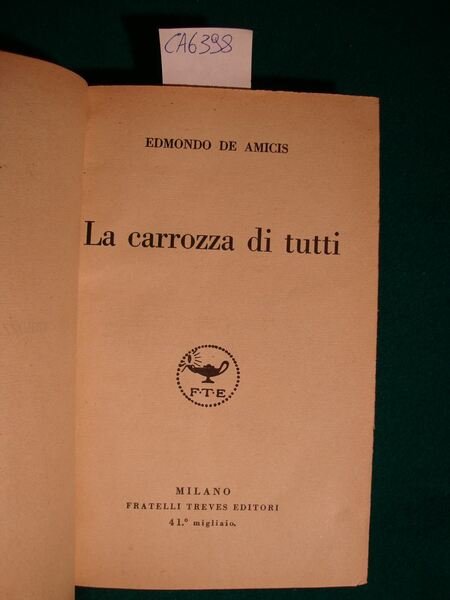 CA6398
EDMONDO DE AMICIS
La carrozza di tutti
F·T·E
MILANO
FRATELLI TREVES EDITORI
41.º migliaio.